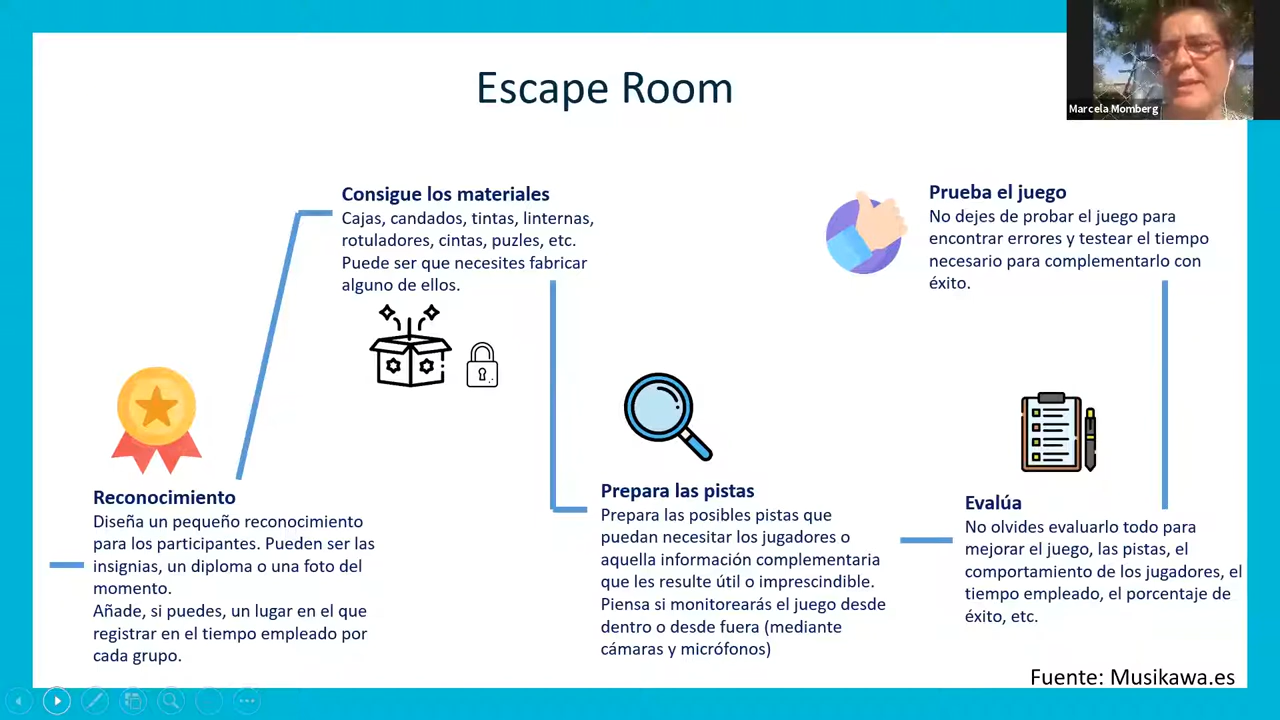 Escape Room
Marcela Momberg
Consigue los materiales
Cajas, candados, tintas, linternas,
rotuladores, cintas, puzles, etc.
Puede ser que necesites fabricar
alguno de ellos.
Prueba el juego
No dejes de probar el juego para
encontrar errores y testear el tiempo
necesario para complementarlo con
éxito.
Reconocimiento
Diseña un pequeño reconocimiento
para los participantes. Pueden ser las
insignias, un diploma o una foto del
momento.
Añade, si puedes, un lugar en el que
registrar en el tiempo empleado por
cada grupo.
Prepara las pistas
Prepara las posibles pistas que
puedan necesitar los jugadores o
aquella información complementaria
que les resulte útil o imprescindible.
Piensa si monitorearás el juego desde
dentro o desde fuera (mediante
cámaras y micrófonos)
Evalúa
No olvides evaluarlo todo para
mejorar el juego, las pistas, el
comportamiento de los jugadores, el
tiempo empleado, el porcentaje de
éxito, etc.
Fuente: Musikawa.es